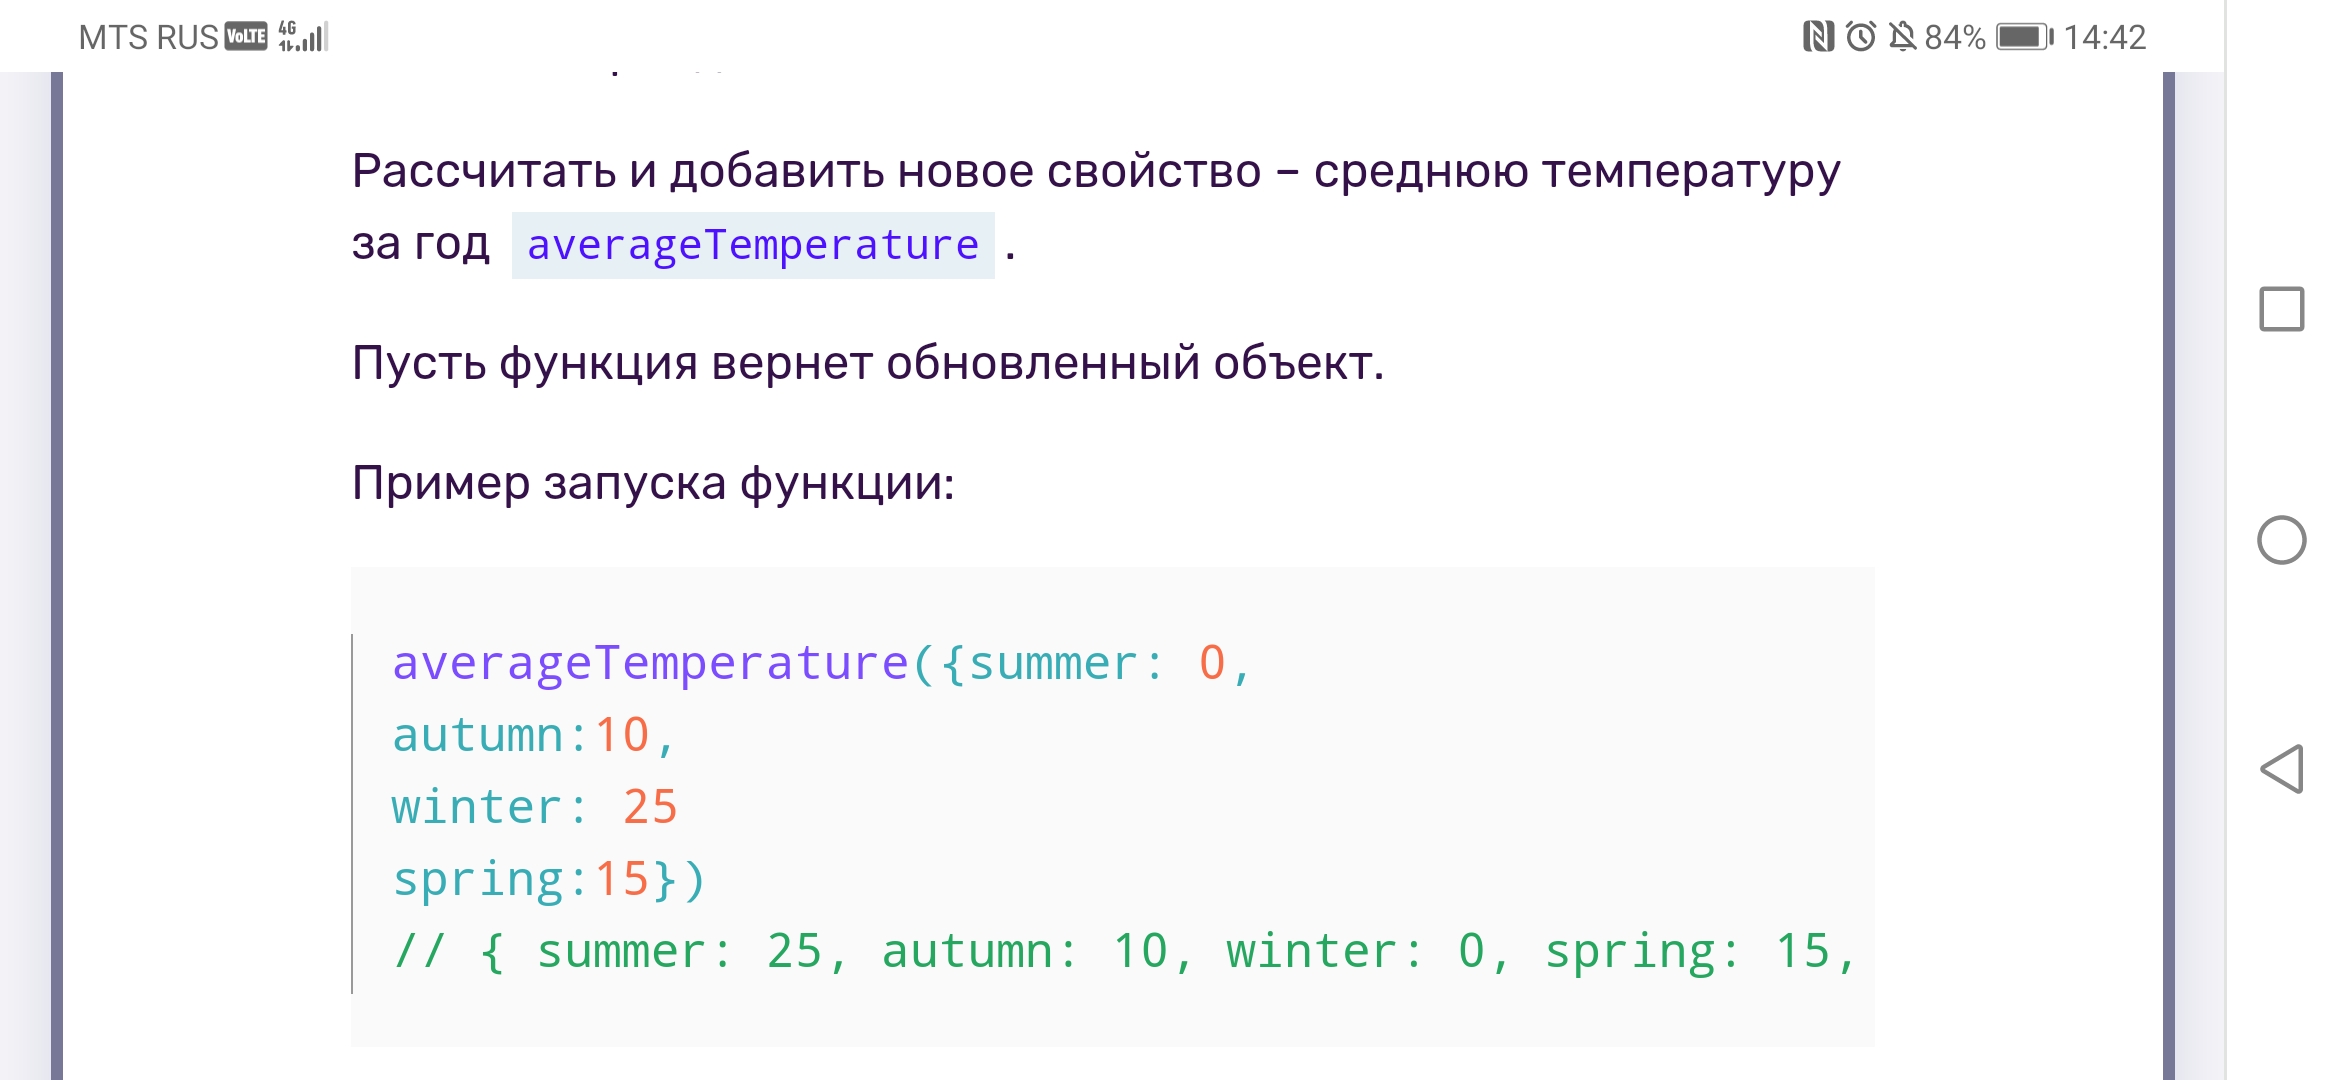 MTS RUS VoLTE 4G 84% 14:42
Рассчитать и добавить новое свойство – среднюю температуру
за год averageTemperature .
Пусть функция вернет обновленный объект.
Пример запуска функции:
averageTemperature({summer: 0,
autumn:10,
winter: 25
spring:15})
// { summer: 25, autumn: 10, winter: 0, spring: 15,